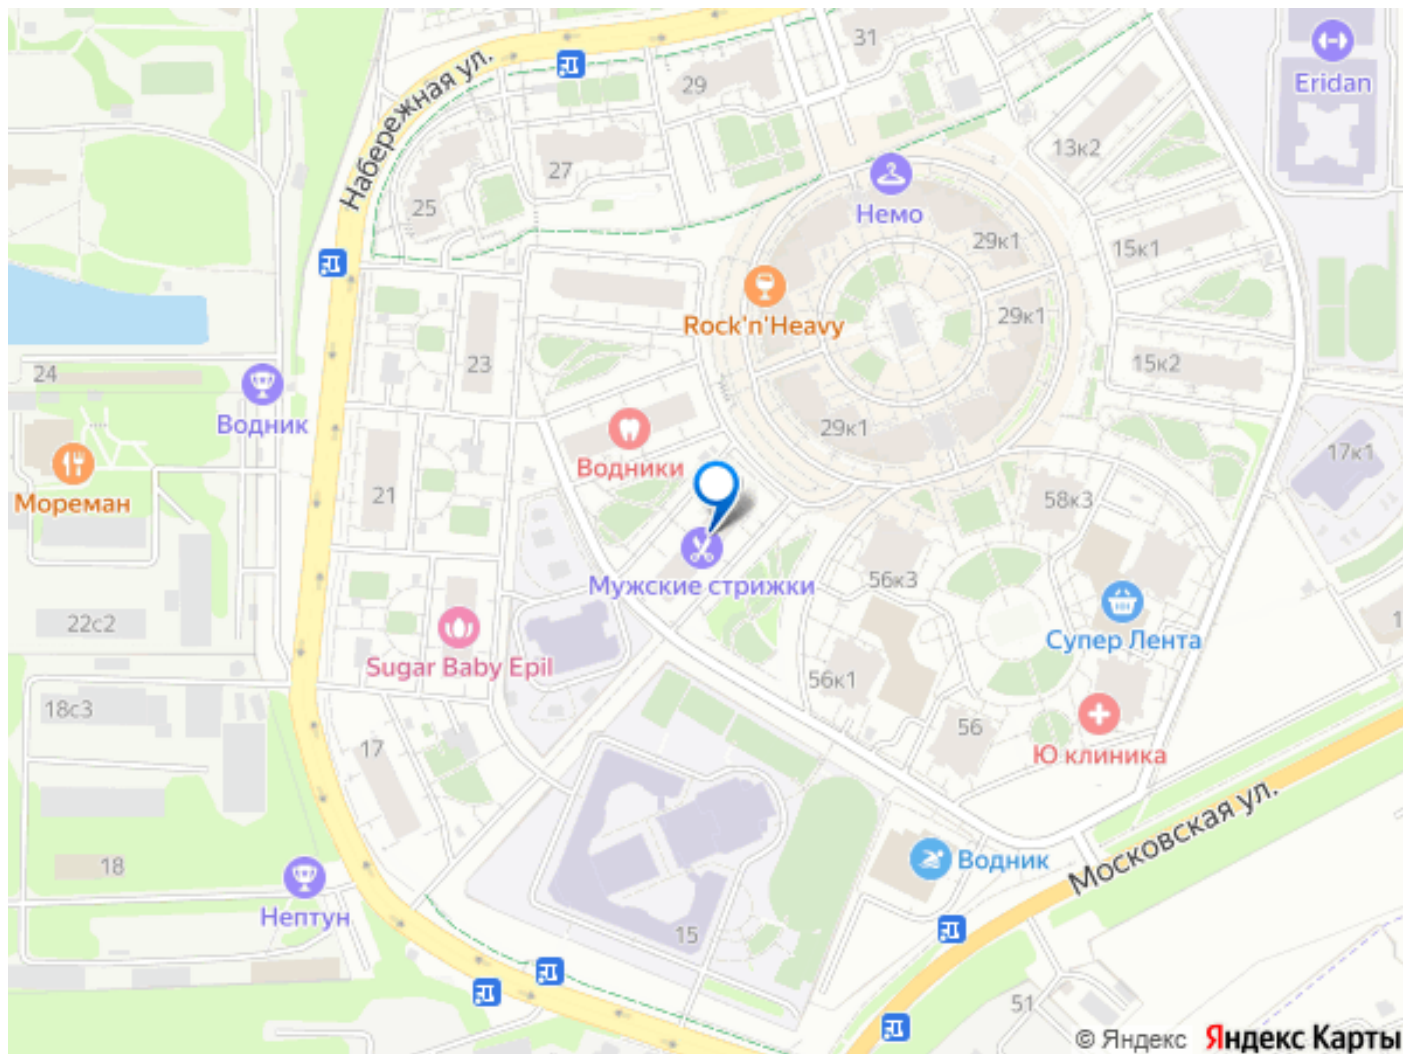 31
Eridan
Набережная ул.
29
27
25
13к2
Немо
29к1
15к1
Rock'n'Heavy
29к1
15к2
24
23
Водник
29к1
17к1
Водники
Мореман
21
58к3
56к3
Мужские стрижки
22с2
Супер Лента
Sugar Baby Epil
56к1
1
18с3
17
56
Ю клиника
Московская ул.
18
Водник
Нептун
15
51
© Яндекс Яндекс Карты